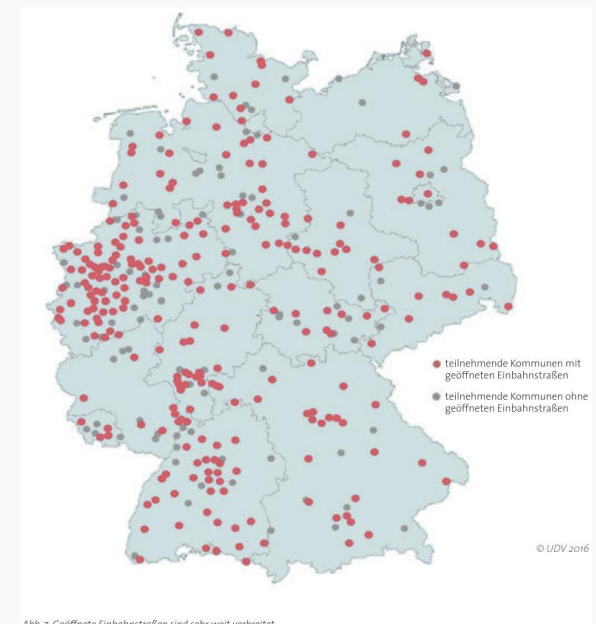 teilnehmende Kommunen mit
geöffneten Einbahnstraßen
teilnehmende Kommunen ohne
geöffneten Einbahnstraßen
© UDV 2016
Abb. 7: Geöffnete Einbahnstraßen sind sehr weit verbreitet